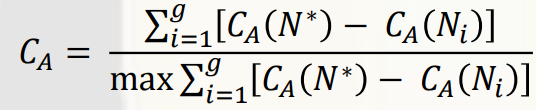 C_A = \frac{\sum_{i=1}^{g}[C_A(N^*) - C_A(N_i)]}{\max \sum_{i=1}^{g}[C_A(N^*) - C_A(N_i)]}